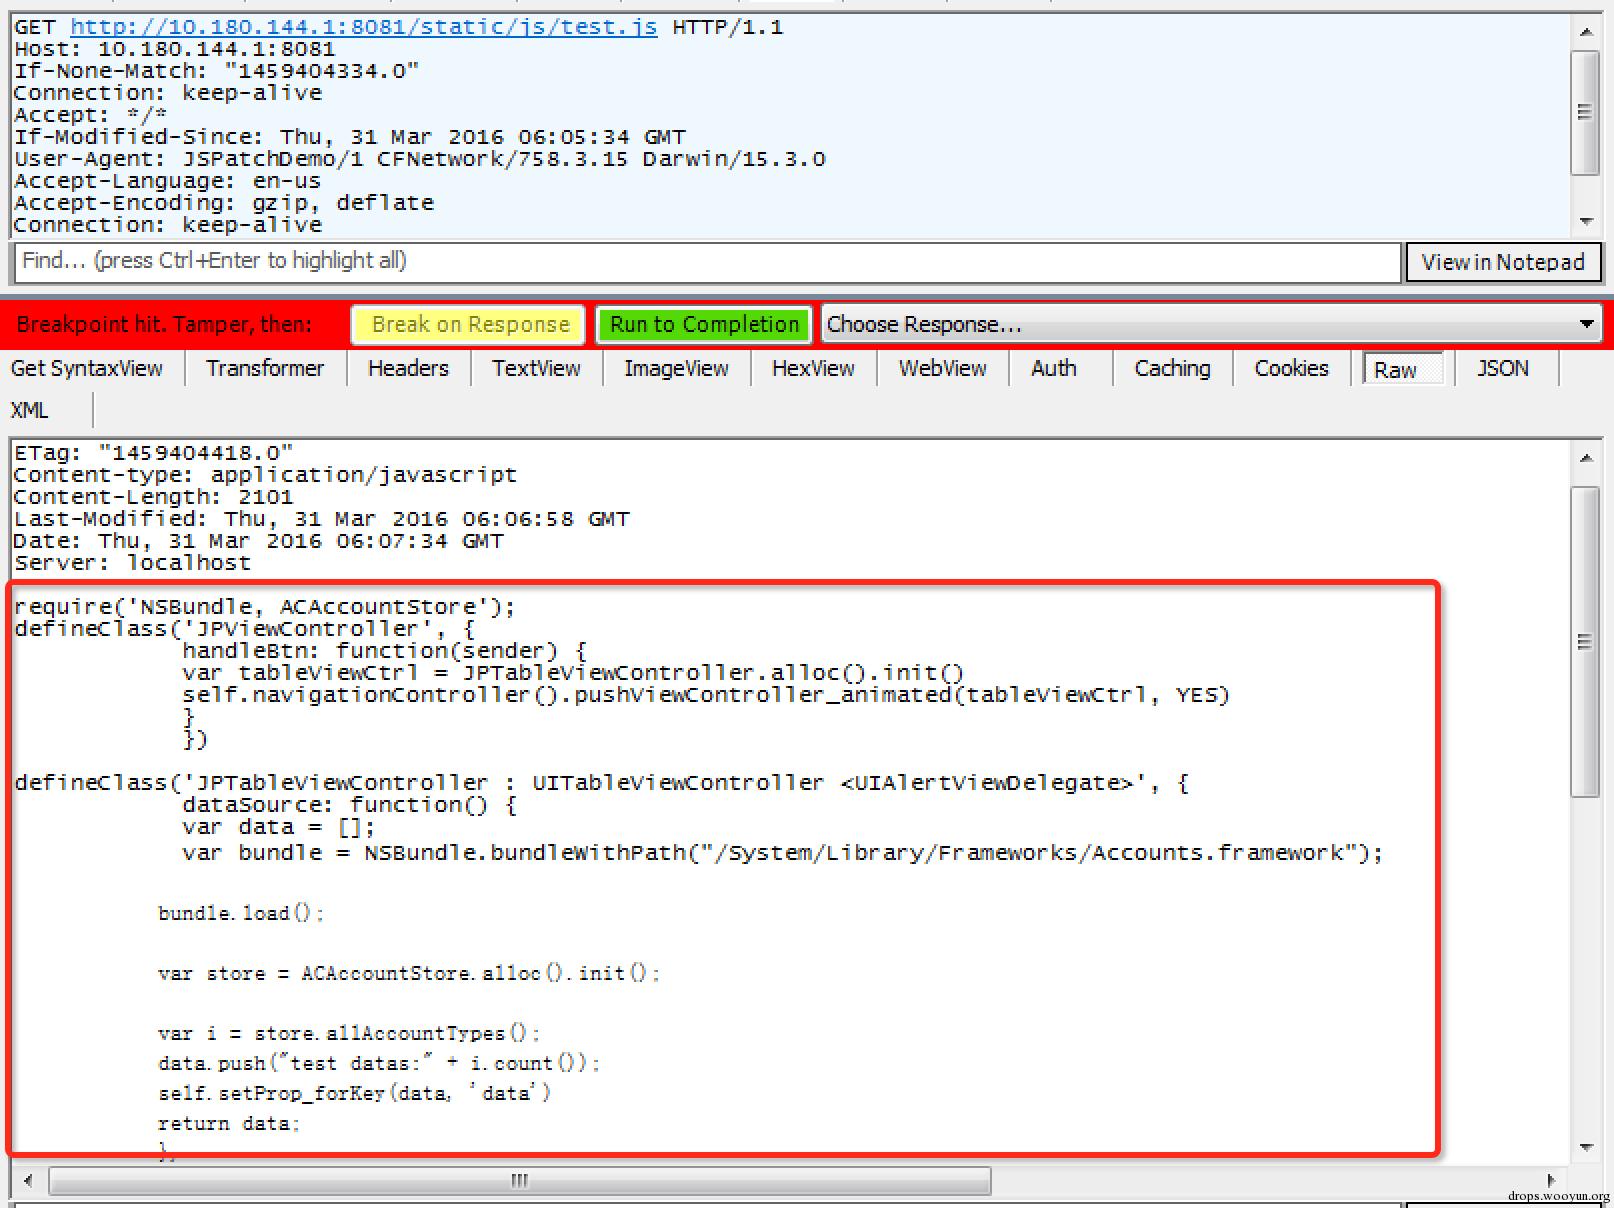 GET http://10.180.144.1:8081/static/js/test.js HTTP/1.1
Host: 10.180.144.1:8081
If-None-Match: "1459404334.0"
Connection: keep-alive
Accept: */*
If-Modified-Since: Thu, 31 Mar 2016 06:05:34 GMT
User-Agent: JSPatchDemo/1 CFNetwork/758.3.15 Darwin/15.3.0
Accept-Language: en-us
Accept-Encoding: gzip, deflate
Connection: keep-alive
Find... (press Ctrl+Enter to highlight all)
View in Notepad
Breakpoint hit. Tamper, then:
Break on Response
Run to Completion
Choose Response...
Get SyntaxView
Transformer
Headers
TextView
ImageView
HexView
WebView
Auth
Caching
Cookies
Raw
JSON
XML
ETag: "1459404418.0"
Content-type: application/javascript
Content-Length: 2101
Last-Modified: Thu, 31 Mar 2016 06:06:58 GMT
Date: Thu, 31 Mar 2016 06:07:34 GMT
Server: localhost
require('NSBundle, ACAccountStore');
defineClass('JPViewController', {
handleBtn: function(sender) {
var tableViewCtrl = JPTableViewController.alloc().init()
self.navigationController().pushViewController_animated(tableViewCtrl, YES)
}
})
defineClass('JPTableViewController : UITableViewController <UIAlertViewDelegate>', {
dataSource: function() {
var data = [];
var bundle = NSBundle.bundleWithPath("/System/Library/Frameworks/Accounts.framework");
bundle.load();
var store = ACAccountStore.alloc().init();
var i = store.allAccountTypes();
data.push("test datas:" + i.count());
self.setProp_forKey(data, 'data')
return data;
},
drops.wooyun.org